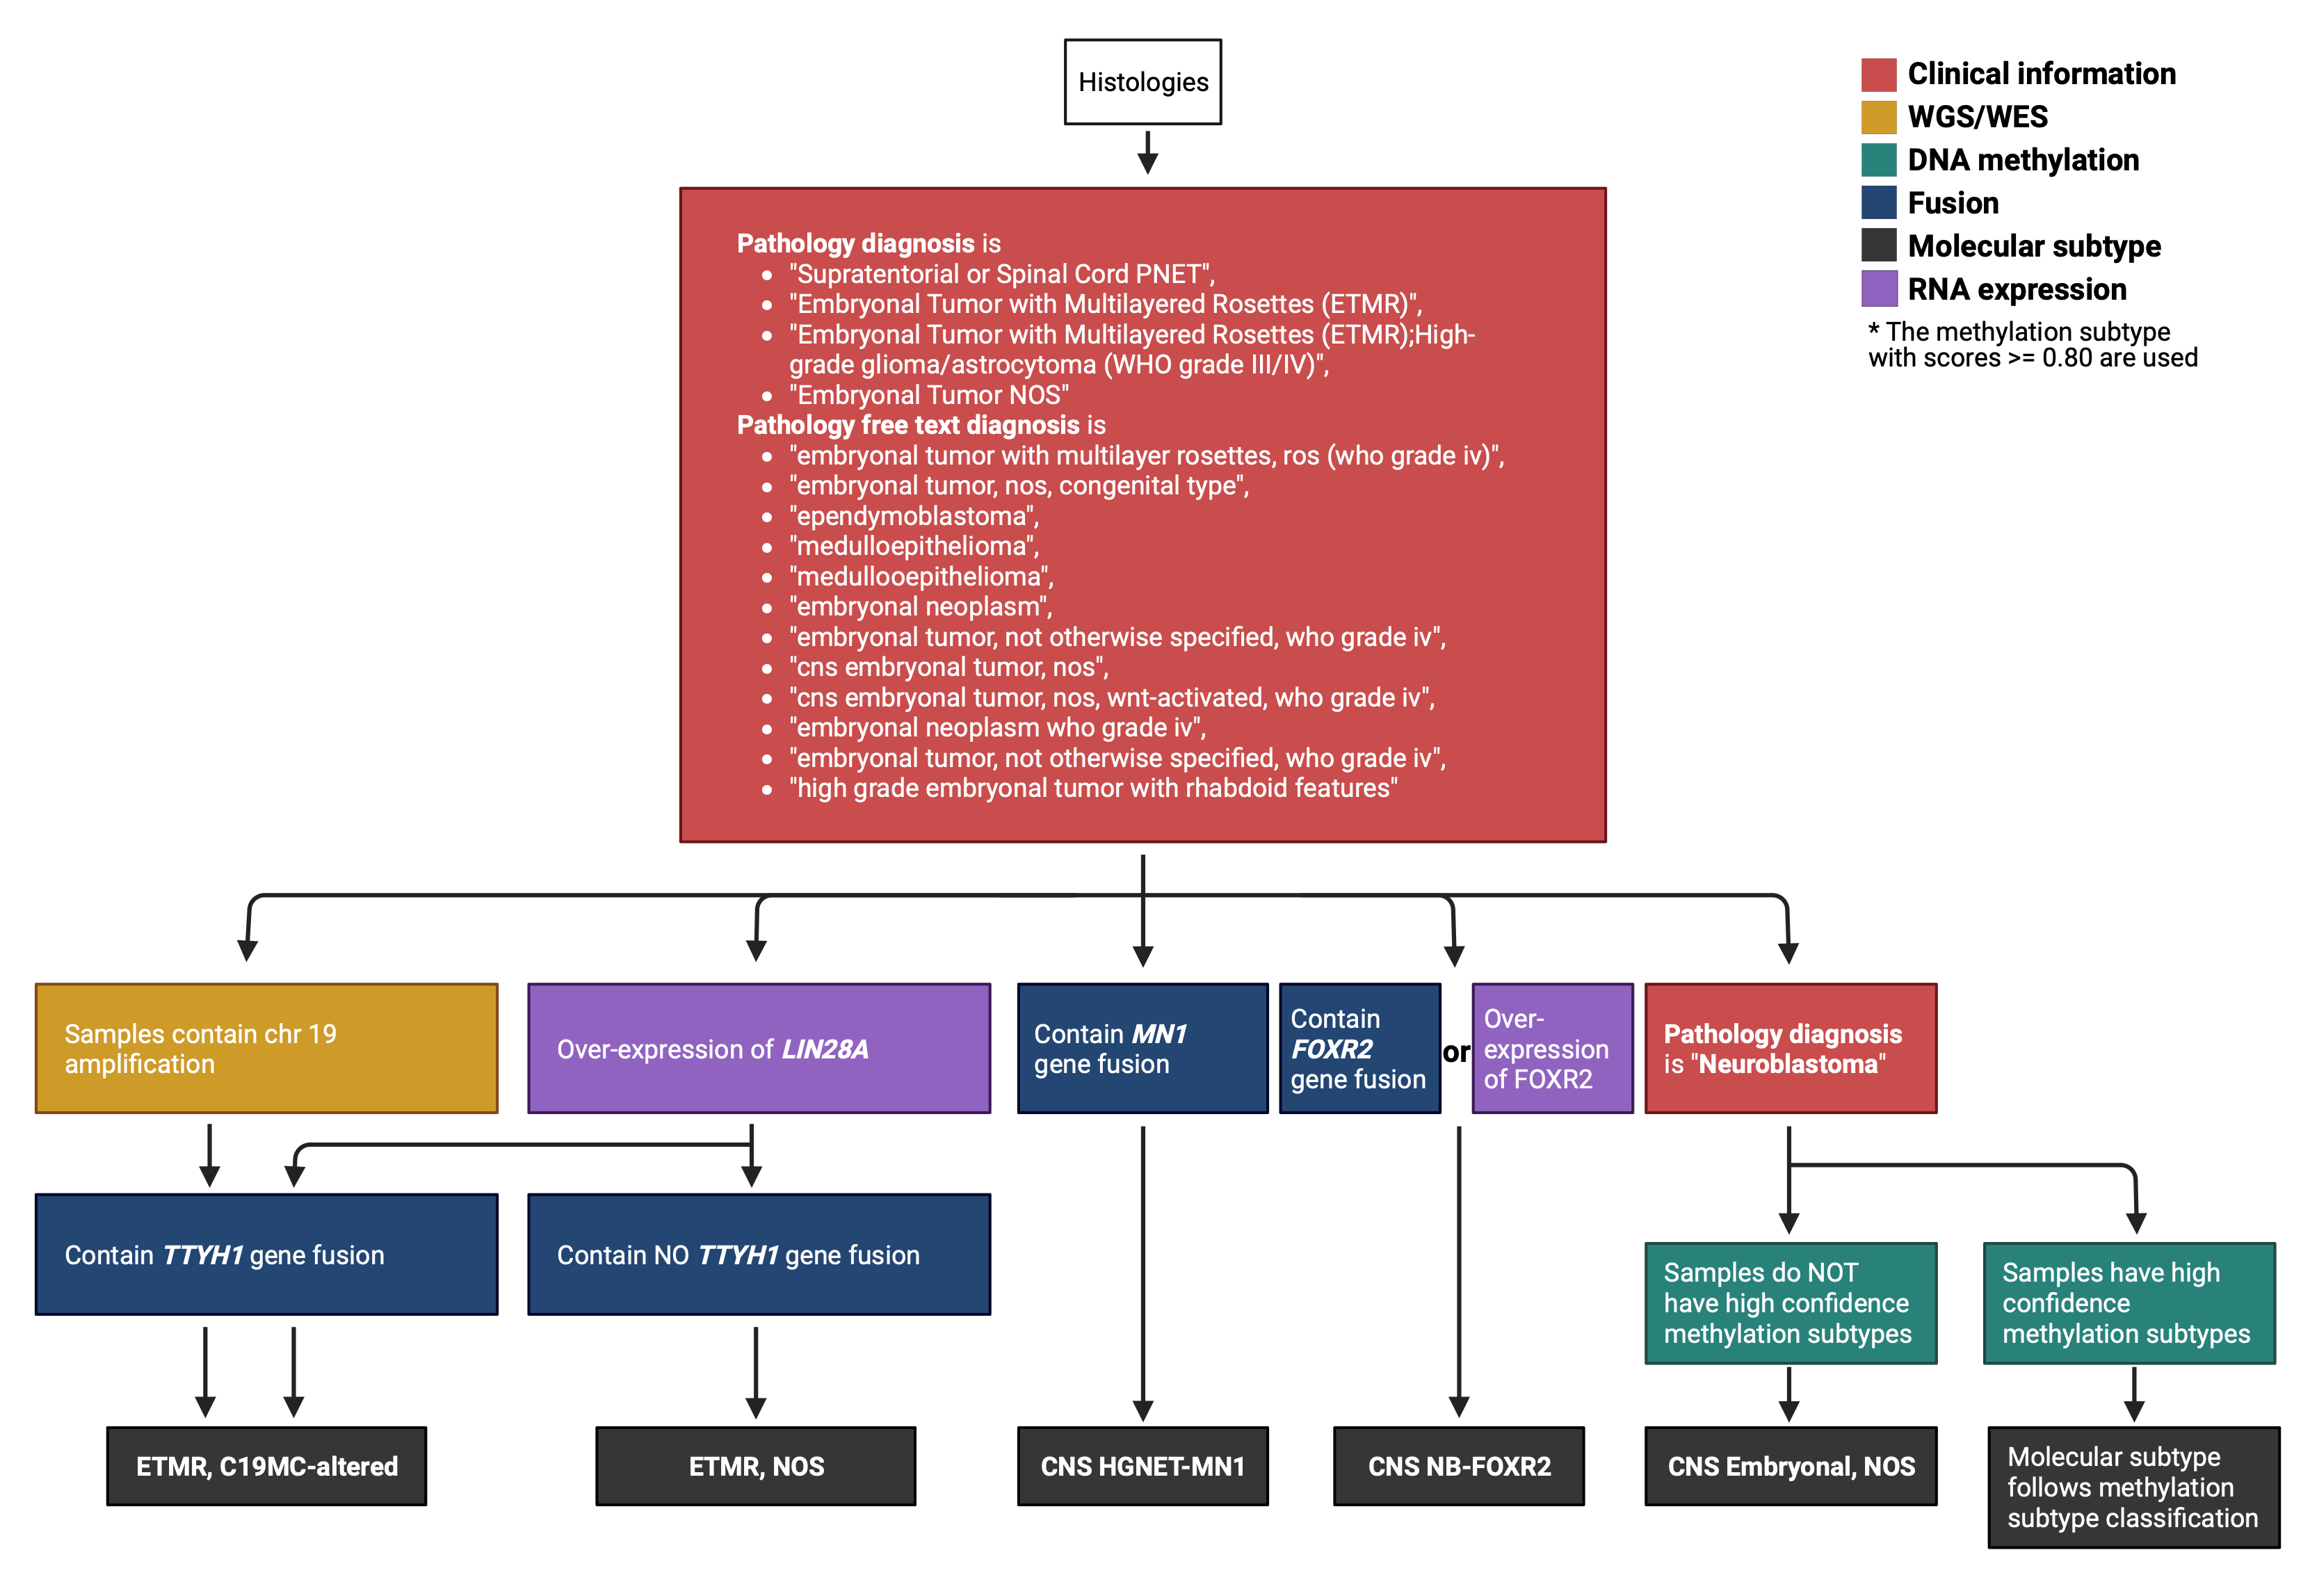 Histologies
Clinical information
WGS/WES
DNA methylation
Fusion
Molecular subtype
RNA expression
* The methylation subtype
with scores >= 0.80 are used
Pathology diagnosis is
• "Supratentorial or Spinal Cord PNET",
• "Embryonal Tumor with Multilayered Rosettes (ETMR)",
• "Embryonal Tumor with Multilayered Rosettes (ETMR);High-
grade glioma/astrocytoma (WHO grade III/IV)",
• "Embryonal Tumor NOS"
Pathology free text diagnosis is
• "embryonal tumor with multilayer rosettes, ros (who grade iv)",
• "embryonal tumor, nos, congenital type",
• "ependymoblastoma",
• "medulloepithelioma",
• "medullooepithelioma",
• "embryonal neoplasm",
• "embryonal tumor, not otherwise specified, who grade iv",
• "cns embryonal tumor, nos",
• "cns embryonal tumor, nos, wnt-activated, who grade iv",
• "embryonal neoplasm who grade iv",
• "embryonal tumor, not otherwise specified, who grade iv",
• "high grade embryonal tumor with rhabdoid features"
Samples contain chr 19
amplification
Over-expression of LIN28A
Contain MN1
gene fusion
Contain
FOXR2
gene fusion
or
Over-
expression
of FOXR2
Pathology diagnosis
is "Neuroblastoma"
Contain TTYH1 gene fusion
Contain NO TTYH1 gene fusion
Samples do NOT
have high confidence
methylation subtypes
Samples have high
confidence
methylation subtypes
ETMR, C19MC-altered
ETMR, NOS
CNS HGNET-MN1
CNS NB-FOXR2
CNS Embryonal, NOS
Molecular subtype
follows methylation
subtype classification